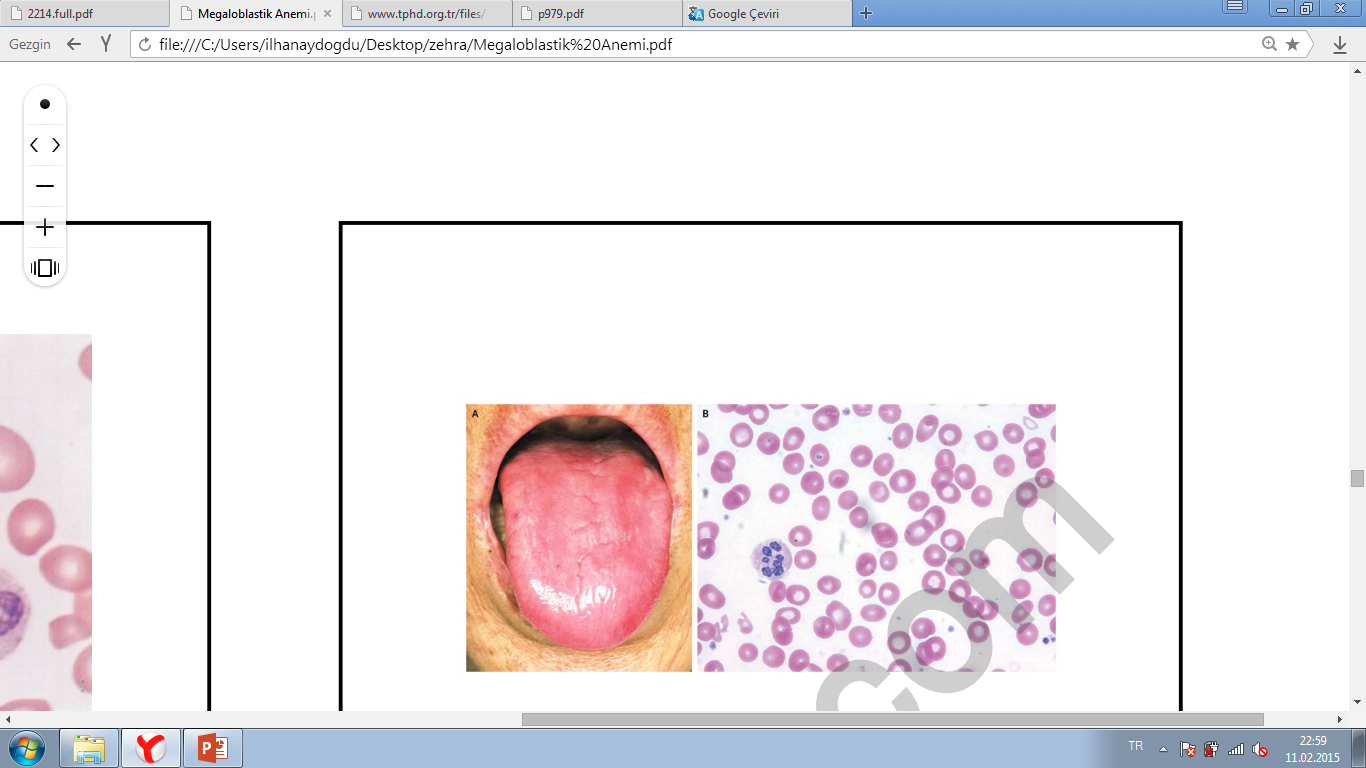 2214.full.pdf
Megaloblastik Anemi.p
www.tphd.org.tr/files/
p979.pdf
Google Çeviri
Gezgin
file:///C:/Users/ilhanaydogdu/Desktop/zehra/Megaloblastik%20Anemi.pdf
A
B
com
TR
22:59
11.02.2015